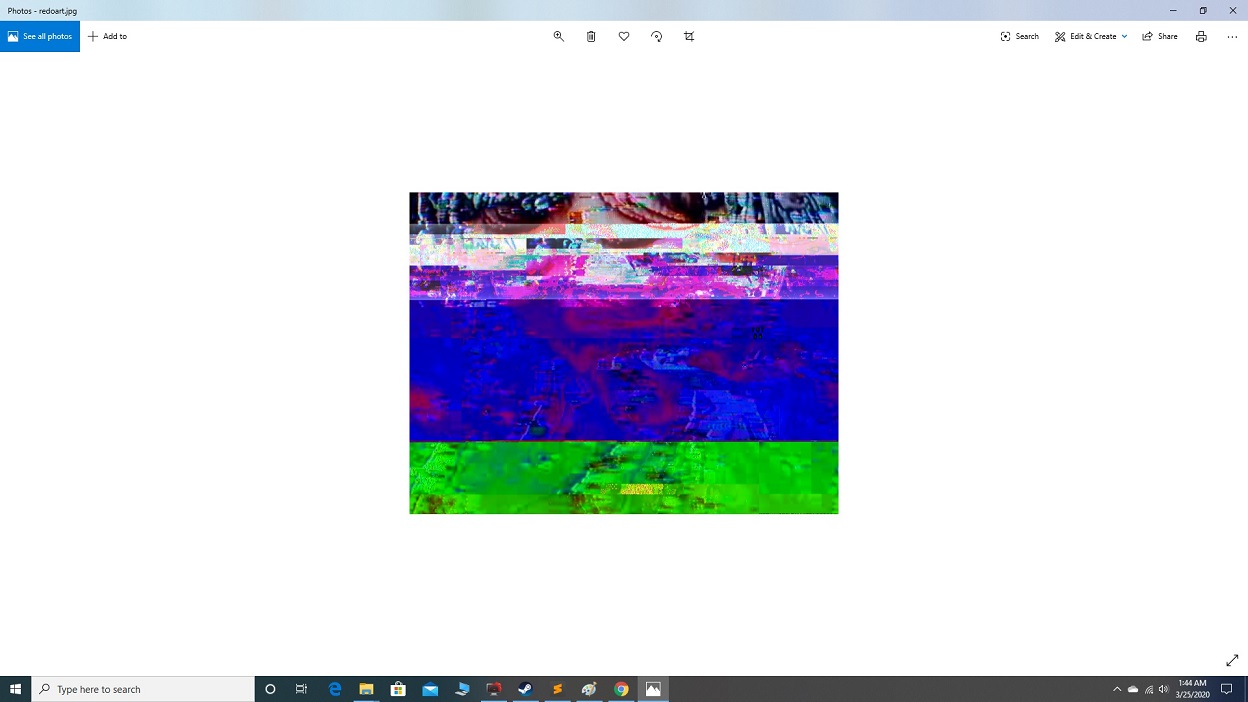 Photos - redoart.jpg
See all photos
Add to
Search
Edit & Create
Share
Type here to search
1:44 AM
3/25/2020